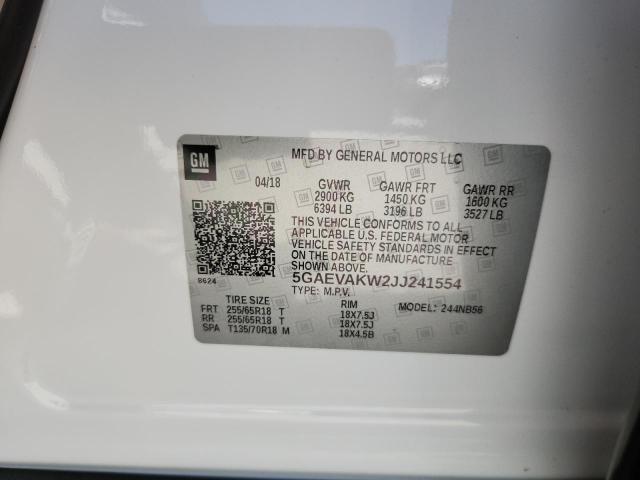 GM
MFD BY GENERAL MOTORS LLC
04/18 GVWR GAWR FRT GAWR RR
2900 KG 1450 KG 1600 KG
6394 LB 3196 LB 3527 LB
THIS VEHICLE CONFORMS TO ALL
APPLICABLE U.S. FEDERAL MOTOR
VEHICLE SAFETY STANDARDS IN EFFECT
ON THE DATE OF MANUFACTURE
SHOWN ABOVE.
5GAEVAKW2JJ241554
8624
TYPE: M.P.V.
TIRE SIZE RIM MODEL: 244NB56
FRT 255/65R18 T 18X7.5J
RR 255/65R18 T 18X7.5J
SPA T135/70R18 M 18X4.5B